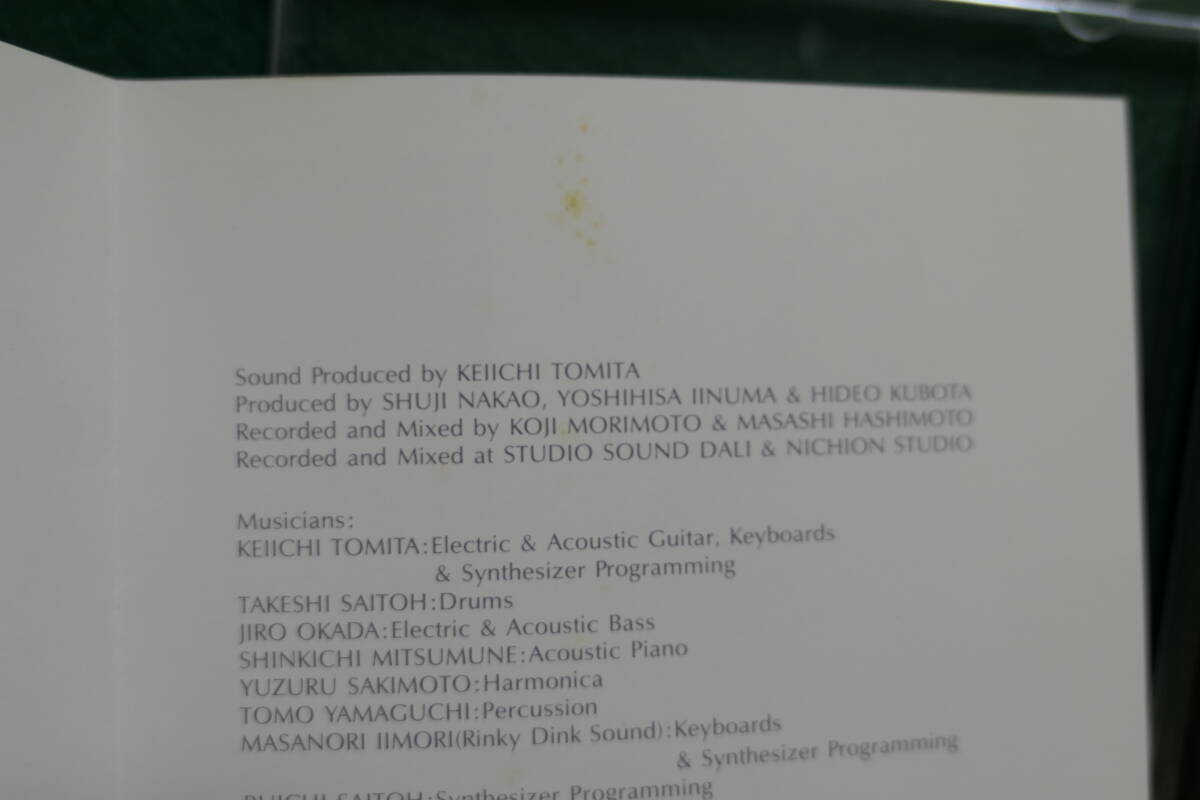 Sound Produced by KEIICHI TOMITA
Produced by SHUJI NAKAO, YOSHIHISA IINUMA & HIDEO KUBOTA
Recorded and Mixed by KOJI MORIMOTO & MASASHI HASHIMOTO
Recorded and Mixed at STUDIO SOUND DALI & NICHION STUDIO
Musicians:
KEIICHI TOMITA:Electric & Acoustic Guitar, Keyboards
& Synthesizer Programming
TAKESHI SAITOH:Drums
JIRO OKADA:Electric & Acoustic Bass
SHINKICHI MITSUMUNE:Acoustic Piano
YUZURU SAKIMOTO:Harmonica
TOMO YAMAGUCHI:Percussion
MASANORI IIMORI(Rinky Dink Sound):Keyboards
& Synthesizer Programming
SAITOH:Synthesizer Programming